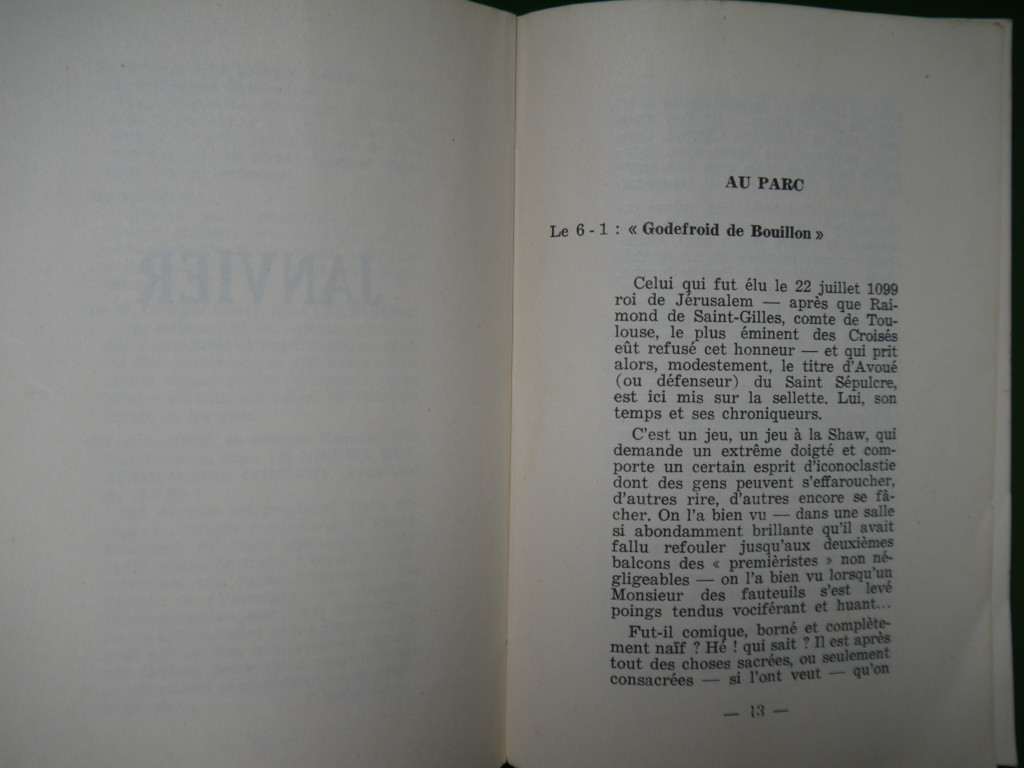 JANVIER
AU PARC
Le 6 - 1 : « Godefroid de Bouillon »
Celui qui fut élu le 22 juillet 1099
roi de Jérusalem — après que Rai-
mond de Saint-Gilles, comte de Tou-
louse, le plus éminent des Croisés
eût refusé cet honneur — et qui prit
alors, modestement, le titre d'Avoué
(ou défenseur) du Saint Sépulcre,
est ici mis sur la sellette. Lui, son
temps et ses chroniqueurs.
C'est un jeu, un jeu à la Shaw, qui
demande un extrême doigté et com-
porte un certain esprit d'iconoclastie
dont des gens peuvent s'effaroucher,
d'autres rire, d'autres encore se fâ-
cher. On l'a bien vu — dans une salle
si abondamment brillante qu'il avait
fallu refouler jusqu'aux deuxièmes
balcons des « premièristes » non né-
gligeables — on l'a bien vu lorsqu'un
Monsieur des fauteuils s'est levé
poings tendus vociférant et huant...
Fut-il comique, borné et complète-
ment naïf ? Hé ! qui sait ? Il est après
tout des choses sacrées, ou seulement
consacrées — si l'ont veut — qu'on
— 13 —